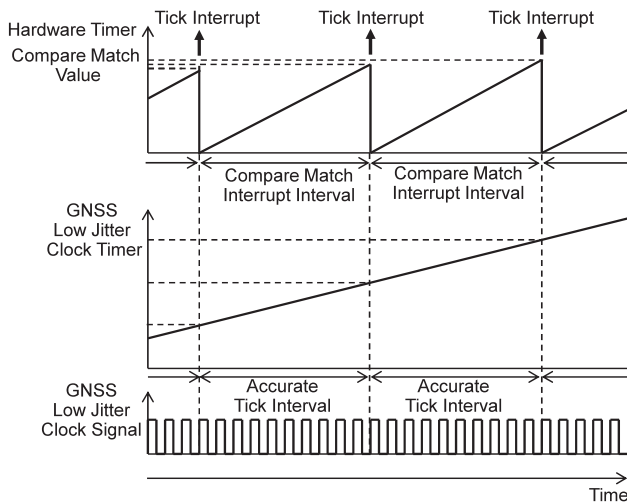 Tick Interrupt
Tick Interrupt
Tick Interrupt
Hardware Timer
Compare Match
Value
Compare Match
Interrupt Interval
Compare Match
Interrupt Interval
GNSS
Low Jitter
Clock Timer
Accurate
Tick Interval
Accurate
Tick Interval
GNSS
Low Jitter
Clock Signal
Time